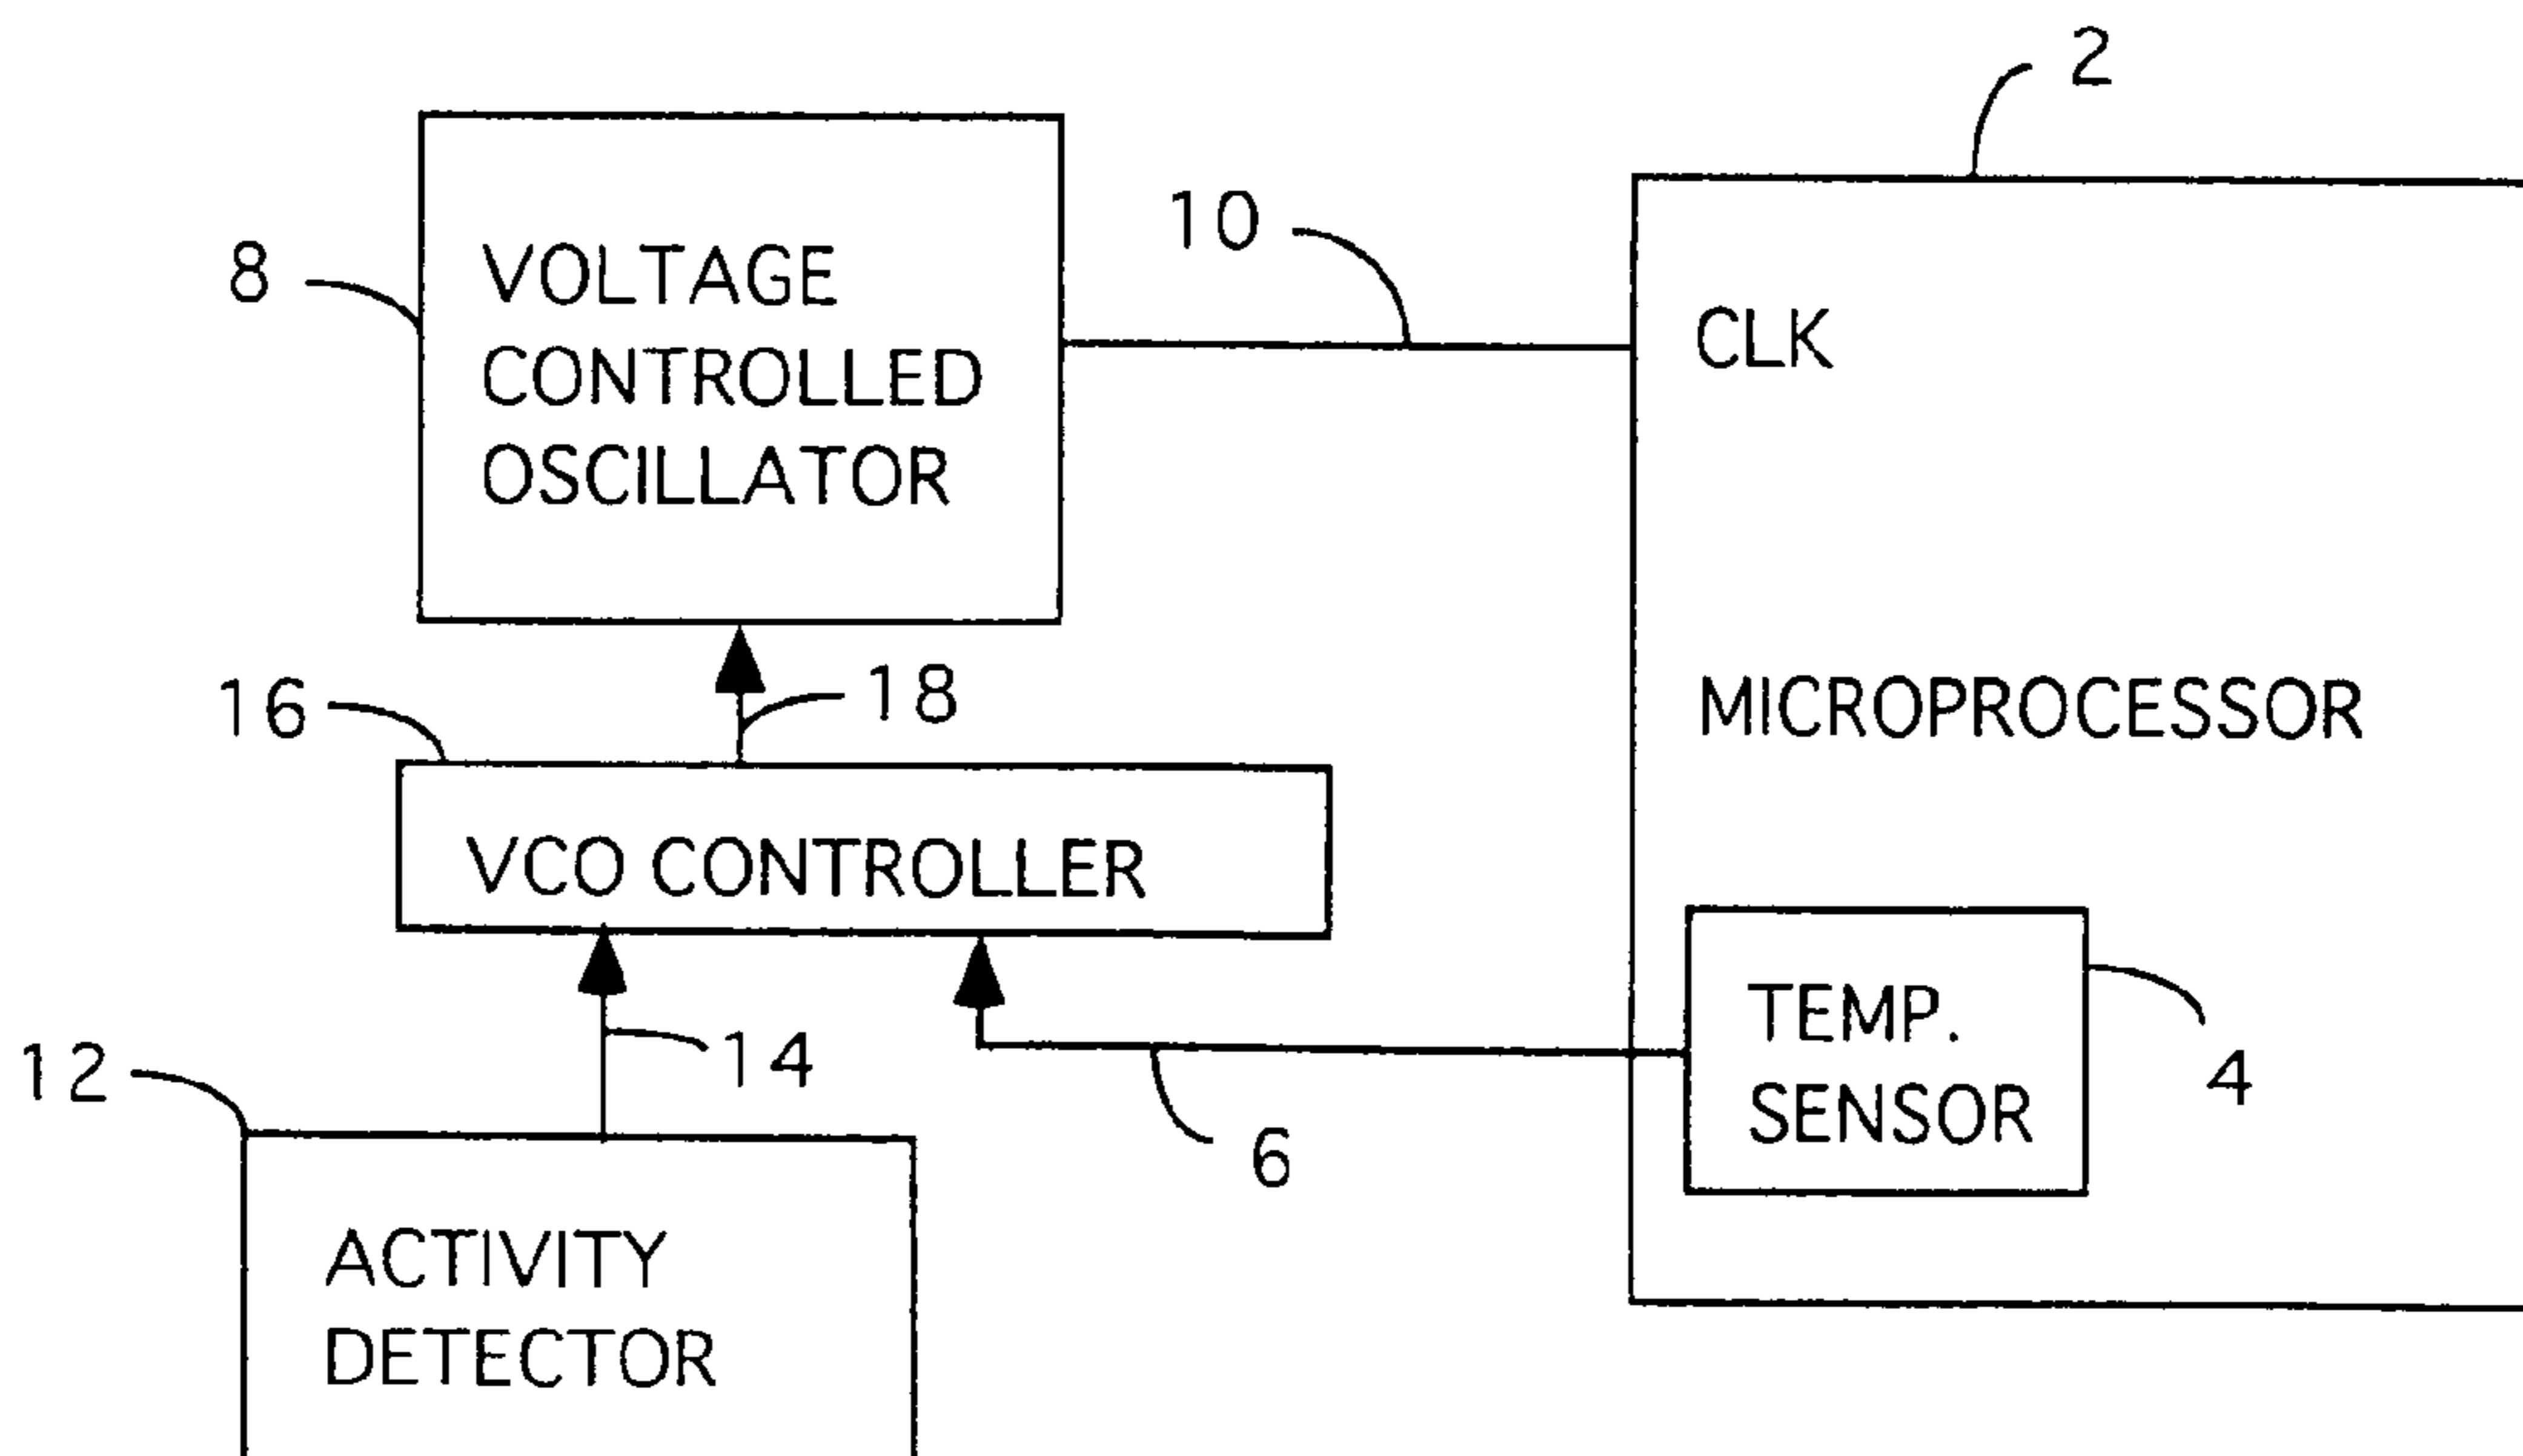 2
10
8
VOLTAGE
CONTROLLED
OSCILLATOR
CLK
16
18
MICROPROCESSOR
VCO CONTROLLER
12
14
6
TEMP.
SENSOR
4
ACTIVITY
DETECTOR